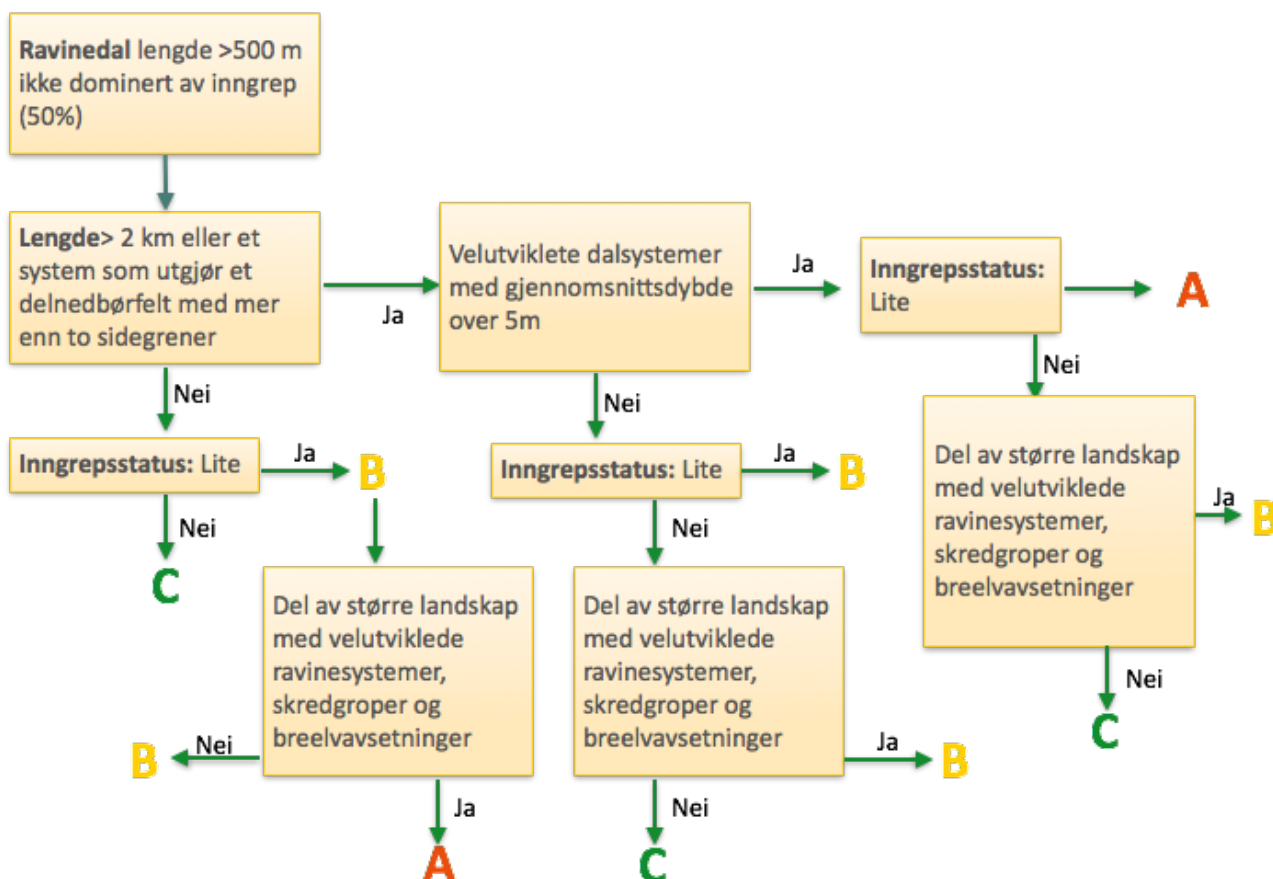 Ravinedal lengde >500 m
ikke dominert av inngrep
(50%)
Lengde> 2 km eller et
system som utgjør et
delnedbørfelt med mer
enn to sidegrener
Ja
Velutviklete dalsystemer
med gjennomsnittsdybde
over 5m
Ja
Inngrepsstatus:
Lite
A
Nei
Nei
Nei
Inngrepsstatus: Lite
Ja
B
Nei
C
Inngrepsstatus: Lite
Ja
B
Nei
Del av større landskap
med velutviklede
ravinesystemer,
skredgroper og
breelvavsetninger
Ja
B
Nei
C
Del av større landskap
med velutviklede
ravinesystemer,
skredgroper og
breelvavsetninger
Nei
B
Ja
A
Del av større landskap
med velutviklede
ravinesystemer,
skredgroper og
breelvavsetninger
Ja
B
Nei
C